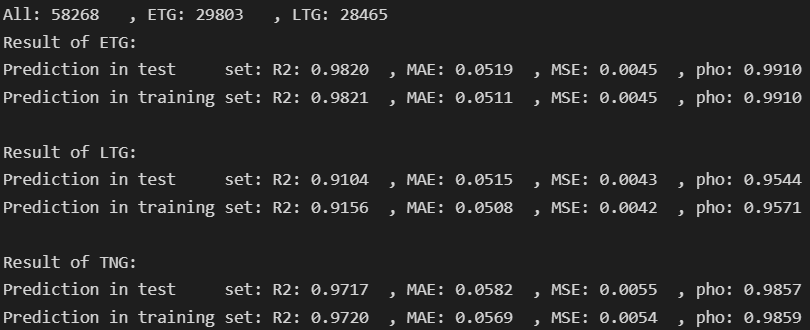 All: 58268   , ETG: 29803   , LTG: 28465
Result of ETG:
Prediction in test     set: R2: 0.9820  , MAE: 0.0519  , MSE: 0.0045  , pho: 0.9910
Prediction in training set: R2: 0.9821  , MAE: 0.0511  , MSE: 0.0045  , pho: 0.9910
Result of LTG:
Prediction in test     set: R2: 0.9104  , MAE: 0.0515  , MSE: 0.0043  , pho: 0.9544
Prediction in training set: R2: 0.9156  , MAE: 0.0508  , MSE: 0.0042  , pho: 0.9571
Result of TNG:
Prediction in test     set: R2: 0.9717  , MAE: 0.0582  , MSE: 0.0055  , pho: 0.9857
Prediction in training set: R2: 0.9720  , MAE: 0.0569  , MSE: 0.0054  , pho: 0.9859